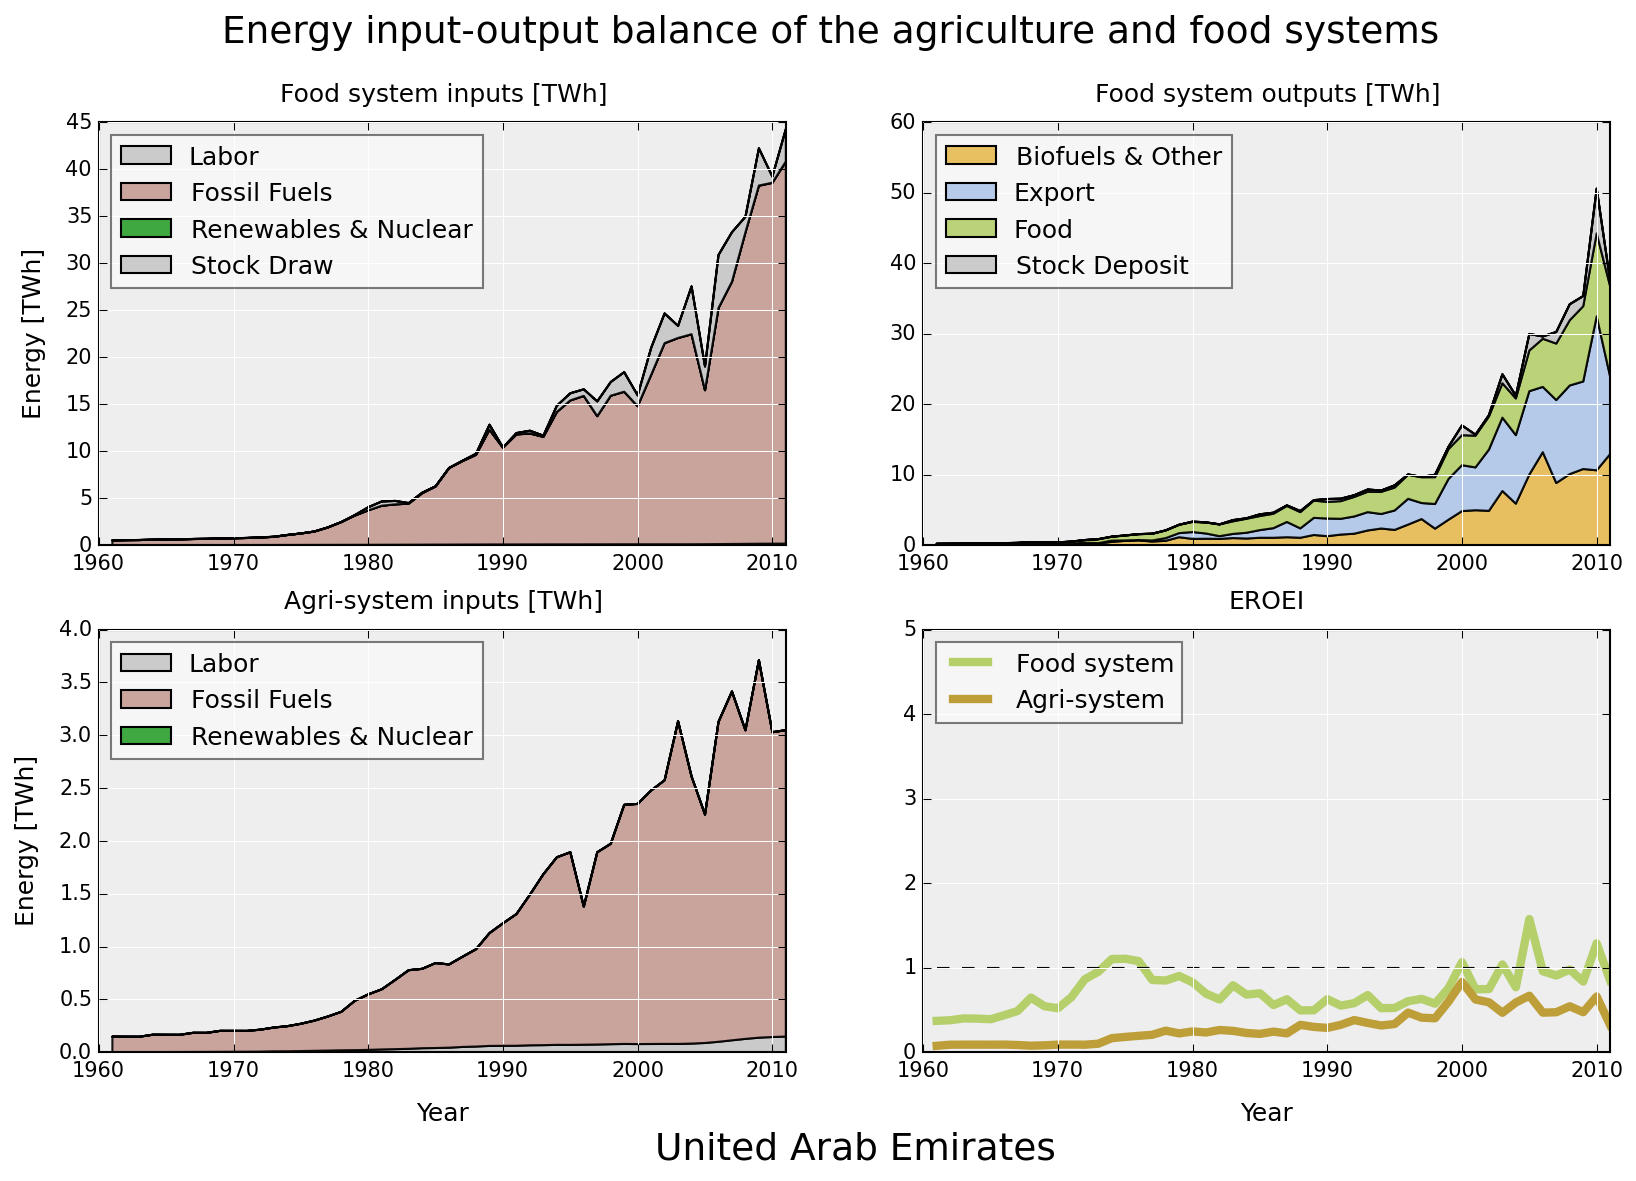 Energy input-output balance of the agriculture and food systems
Food system inputs [TWh]
Energy [TWh]
45
40
35
30
25
20
15
10
5
0
Labor
Fossil Fuels
Renewables & Nuclear
Stock Draw
1960 1970 1980 1990 2000 2010
Food system outputs [TWh]
60
50
40
30
20
10
0
Biofuels & Other
Export
Food
Stock Deposit
1960 1970 1980 1990 2000 2010
Agri-system inputs [TWh]
Energy [TWh]
4.0
3.5
3.0
2.5
2.0
1.5
1.0
0.5
0.0
Labor
Fossil Fuels
Renewables & Nuclear
1960 1970 1980 1990 2000 2010
Year
EROEI
5
4
3
2
1
0
Food system
Agri-system
1960 1970 1980 1990 2000 2010
Year
United Arab Emirates